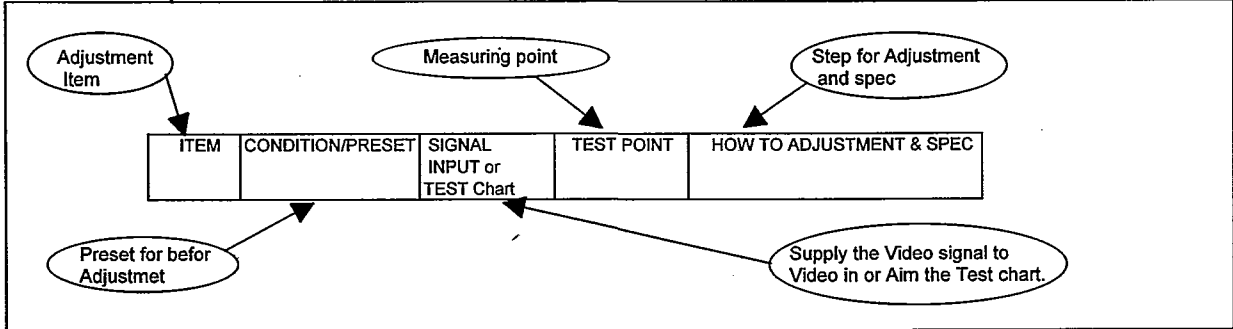 Adjustment
Item
Measuring point
Step for Adjustment
and spec
ITEM
CONDITION/PRESET
SIGNAL
INPUT or
TEST Chart
TEST POINT
HOW TO ADJUSTMENT & SPEC
Preset for befor
Adjustmet
Supply the Video signal to
Video in or Aim the Test chart.